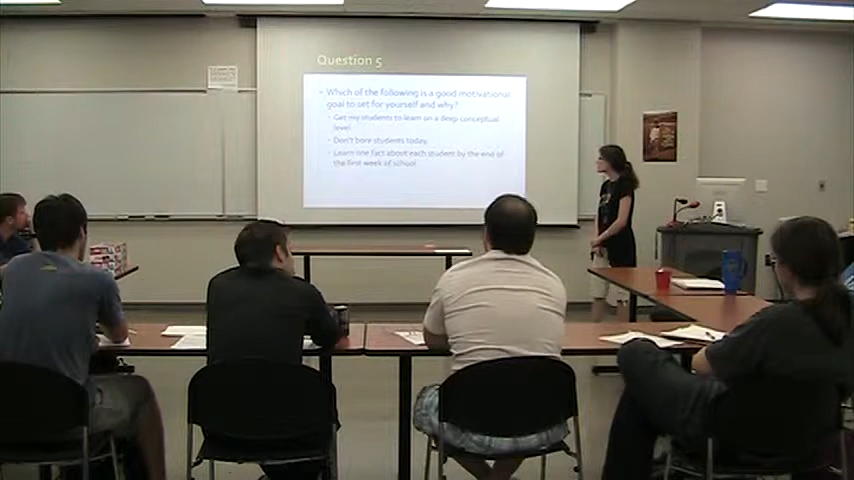 Question 5
Which of the following is a good motivational
goal to set for yourself and why?
Get my students to learn on a deep conceptual
level.
Don't bore students today.
Learn one fact about each student by the end of
the first week of school